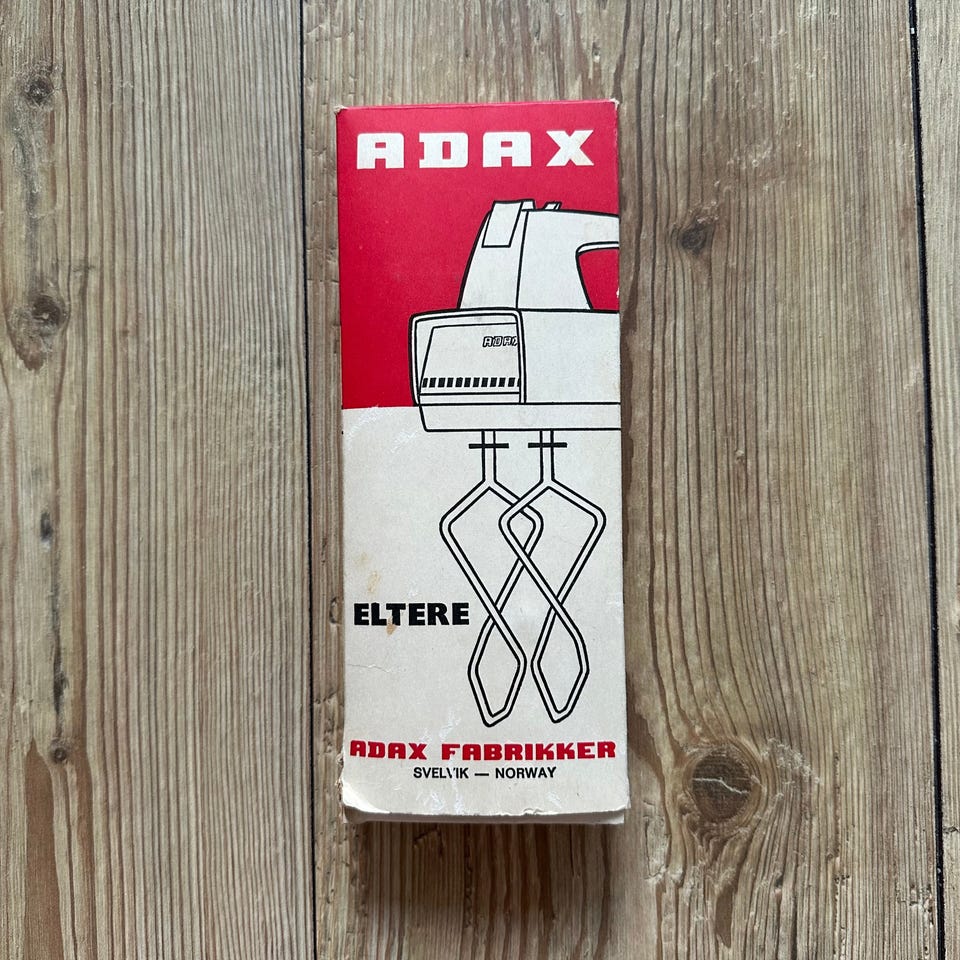 ADAX
ADAX
ELTERE
ADAX FABRIKKER
SVELVIK — NORWAY